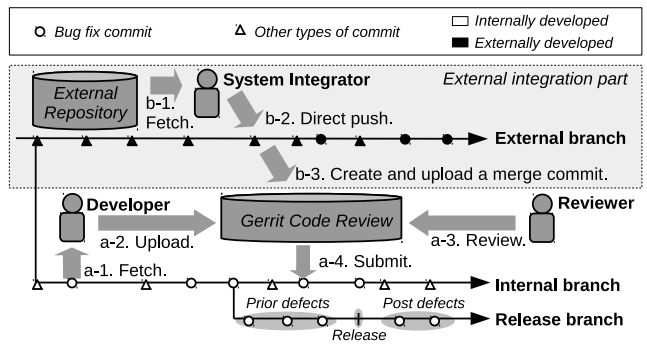 Bug fix commit
Other types of commit
Internally developed
Externally developed
External
Repository
b-1.
Fetch.
System Integrator
External integration part
b-2. Direct push.
External branch
b-3. Create and upload a merge commit.
Developer
Gerrit Code Review
Reviewer
a-2. Upload.
a-3. Review.
a-1. Fetch.
a-4. Submit.
Internal branch
Prior defects
Post defects
Release
Release branch